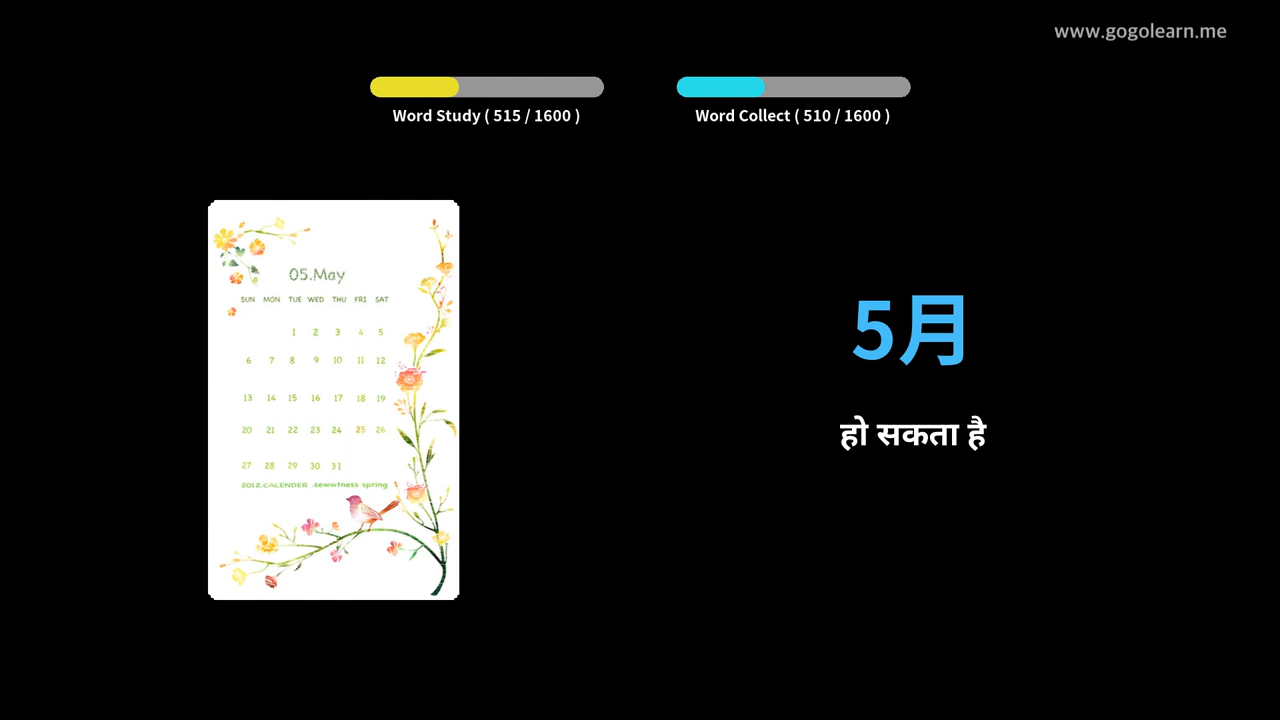 www.gogolearn.me
Word Study ( 515 / 1600 )
Word Collect ( 510 / 1600 )
05.May
SUN MON TUE WED THU FRI SAT
1 2 3 4 5
6 7 8 9 10 11 12
13 14 15 16 17 18 19
20 21 22 23 24 25 26
27 28 29 30 31
2012.CALENDER .sewwtness spring
5月
हो सकता है